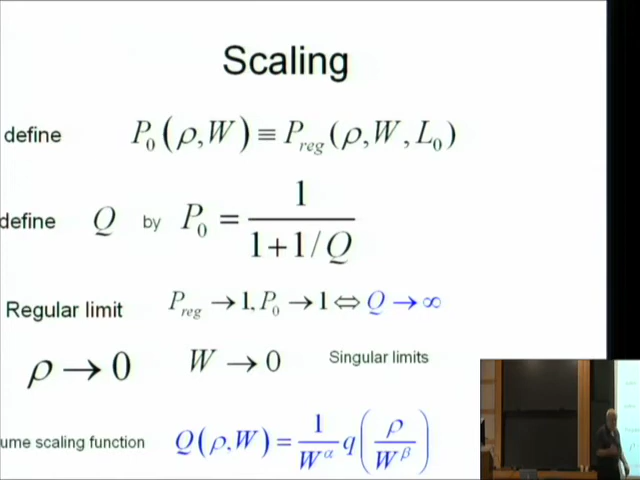 Scaling
define P₀(ρ,W) ≡ P_reg(ρ,W,L₀)
define Q by P₀ = 1/(1+1/Q)
Regular limit P_reg → 1, P₀ → 1 ⇔ Q → ∞
ρ → 0 W → 0 Singular limits
ume scaling function Q(ρ,W) = 1/W^α q(ρ/W^β)